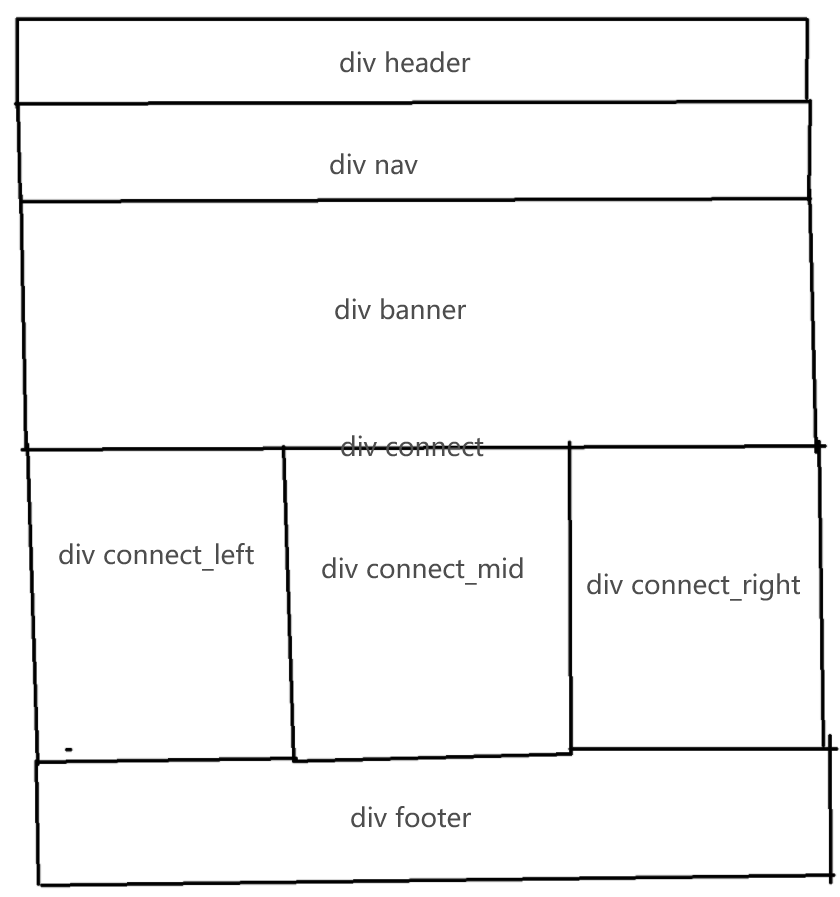 div header
div nav
div banner
div connect
div connect_left
div connect_mid
div connect_right
div footer